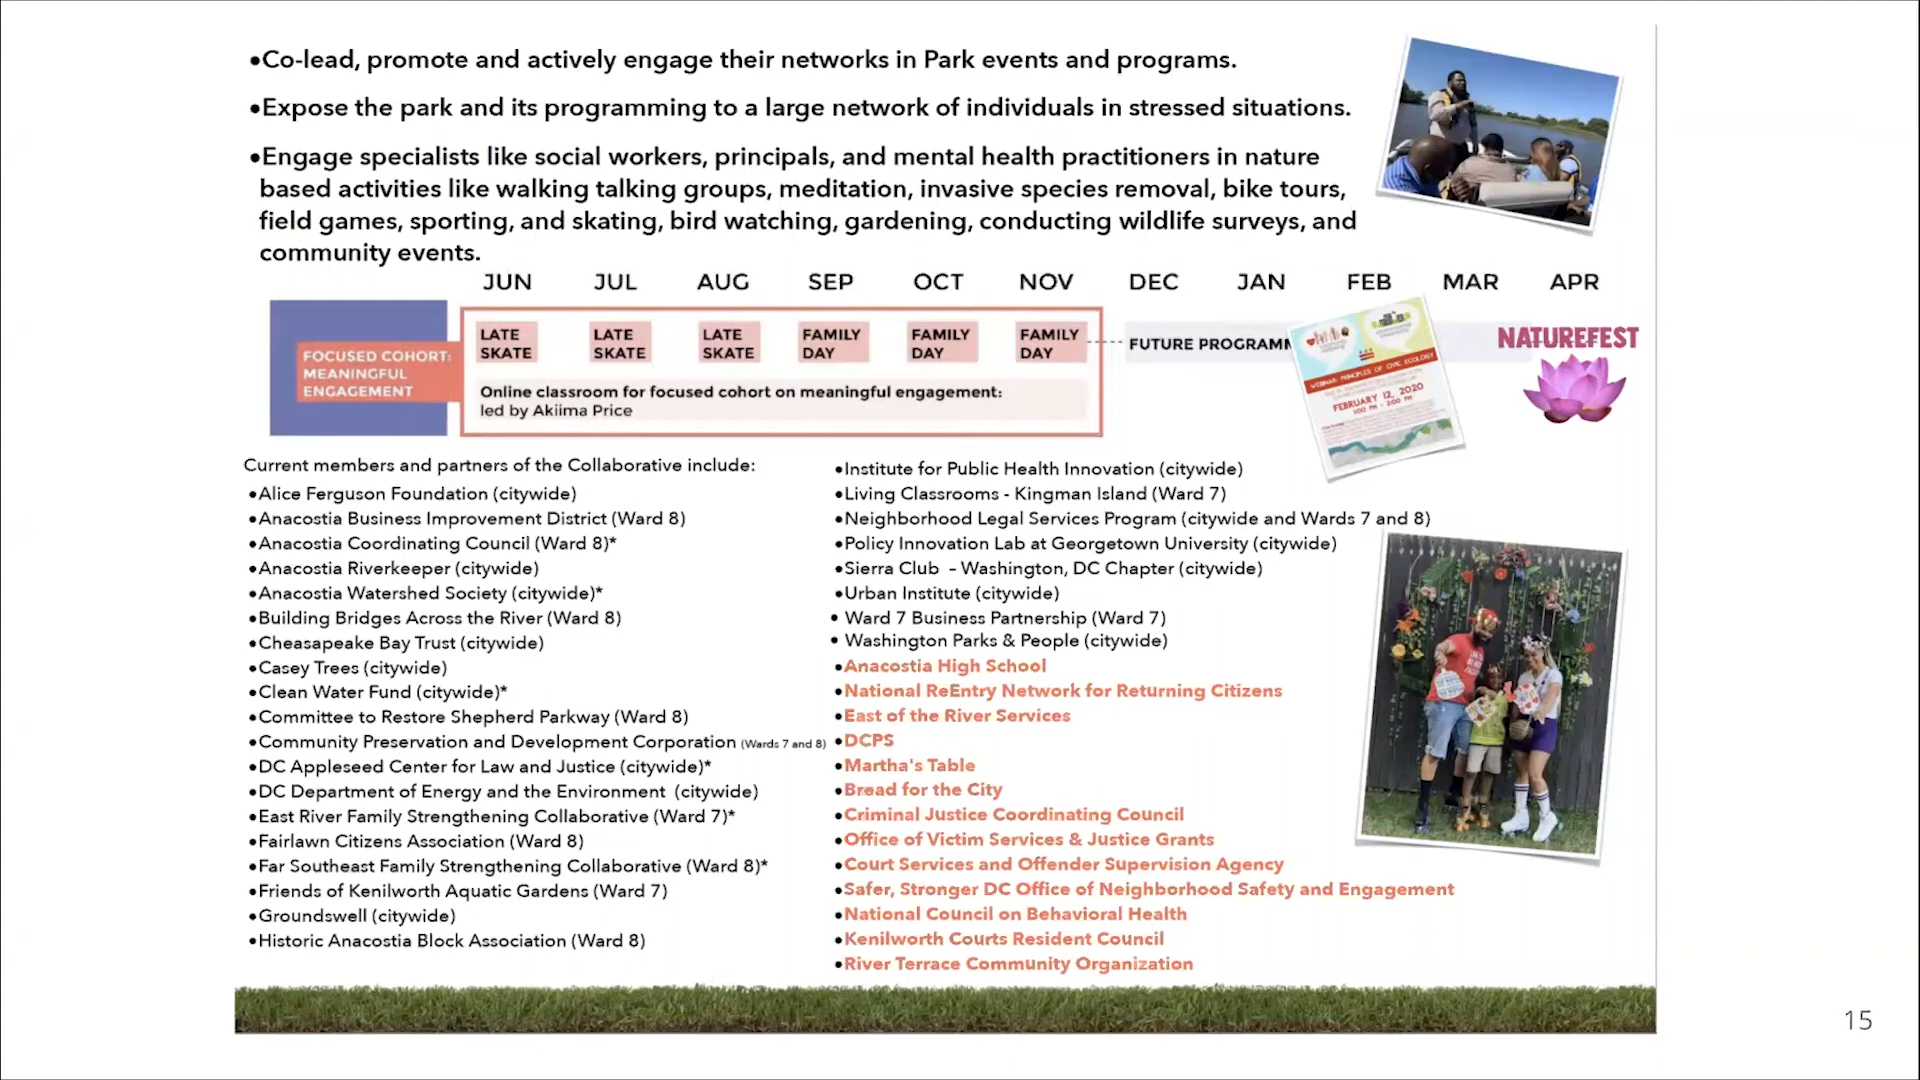 •Co-lead, promote and actively engage their networks in Park events and programs.
•Expose the park and its programming to a large network of individuals in stressed situations.
•Engage specialists like social workers, principals, and mental health practitioners in nature
based activities like walking talking groups, meditation, invasive species removal, bike tours,
field games, sporting, and skating, bird watching, gardening, conducting wildlife surveys, and
community events.
JUN JUL AUG SEP OCT NOV DEC JAN FEB MAR APR
FOCUSED COHORT:
MEANINGFUL
ENGAGEMENT
LATE
SKATE
LATE
SKATE
LATE
SKATE
FAMILY
DAY
FAMILY
DAY
FAMILY
DAY
Online classroom for focused cohort on meaningful engagement:
led by Akiima Price
FUTURE PROGRAMM
WEBINAR: PRINCIPLES OF CIVIC ECOLOGY
FEBRUARY 12, 2020
1:00 PM - 2:00 PM
NATUREFEST
Current members and partners of the Collaborative include:
•Alice Ferguson Foundation (citywide)
•Anacostia Business Improvement District (Ward 8)
•Anacostia Coordinating Council (Ward 8)*
•Anacostia Riverkeeper (citywide)
•Anacostia Watershed Society (citywide)*
•Building Bridges Across the River (Ward 8)
•Cheasapeake Bay Trust (citywide)
•Casey Trees (citywide)
•Clean Water Fund (citywide)*
•Committee to Restore Shepherd Parkway (Ward 8)
•Community Preservation and Development Corporation (Wards 7 and 8)
•DC Appleseed Center for Law and Justice (citywide)*
•DC Department of Energy and the Environment (citywide)
•East River Family Strengthening Collaborative (Ward 7)*
•Fairlawn Citizens Association (Ward 8)
•Far Southeast Family Strengthening Collaborative (Ward 8)*
•Friends of Kenilworth Aquatic Gardens (Ward 7)
•Groundswell (citywide)
•Historic Anacostia Block Association (Ward 8)
•Institute for Public Health Innovation (citywide)
•Living Classrooms - Kingman Island (Ward 7)
•Neighborhood Legal Services Program (citywide and Wards 7 and 8)
•Policy Innovation Lab at Georgetown University (citywide)
•Sierra Club – Washington, DC Chapter (citywide)
•Urban Institute (citywide)
• Ward 7 Business Partnership (Ward 7)
• Washington Parks & People (citywide)
•Anacostia High School
•National ReEntry Network for Returning Citizens
•East of the River Services
•DCPS
•Martha's Table
•Bread for the City
•Criminal Justice Coordinating Council
•Office of Victim Services & Justice Grants
•Court Services and Offender Supervision Agency
•Safer, Stronger DC Office of Neighborhood Safety and Engagement
•National Council on Behavioral Health
•Kenilworth Courts Resident Council
•River Terrace Community Organization
15